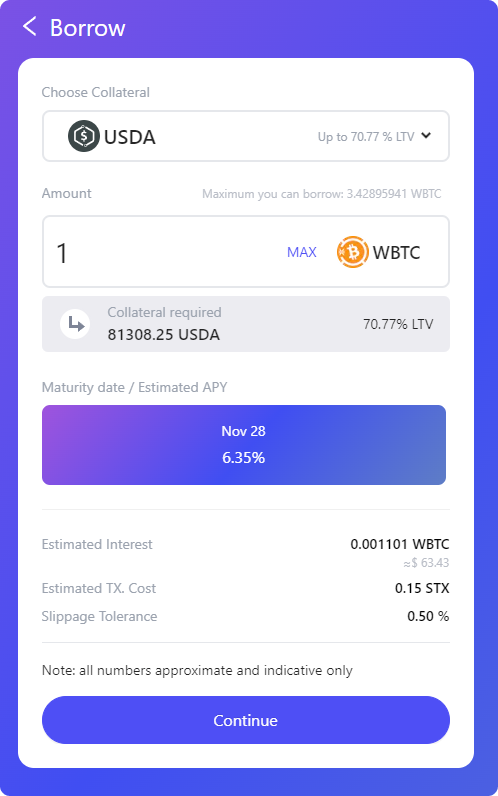 Borrow
Choose Collateral
USDA Up to 70.77 % LTV
Amount Maximum you can borrow: 3.42895941 WBTC
1 MAX WBTC
Collateral required
81308.25 USDA 70.77% LTV
Maturity date / Estimated APY
Nov 28
6.35%
Estimated Interest 0.001101 WBTC
≈$ 63.43
Estimated TX. Cost 0.15 STX
Slippage Tolerance 0.50 %
Note: all numbers approximate and indicative only
Continue